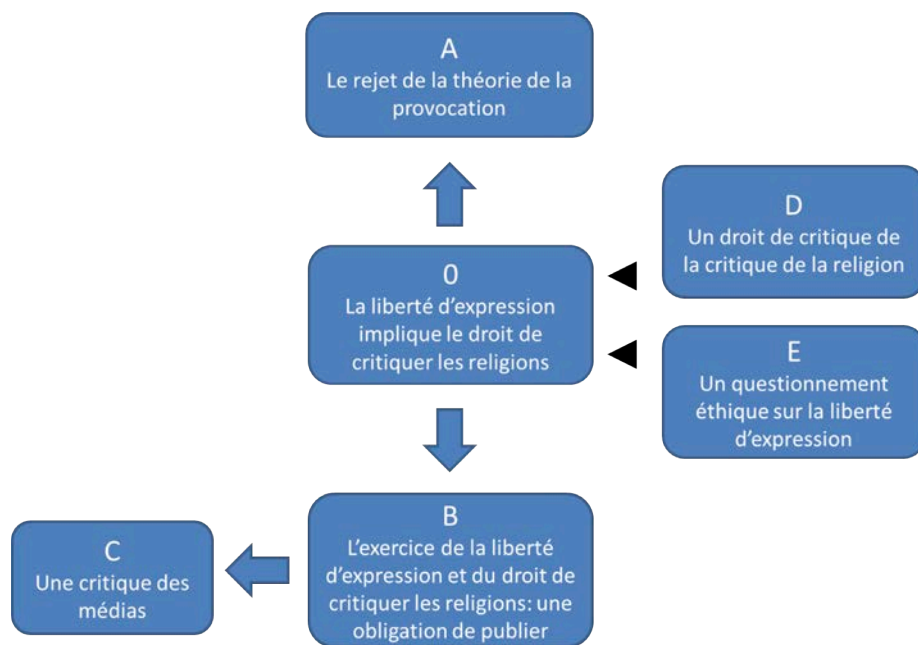 A
Le rejet de la théorie de la
provocation
D
Un droit de critique de
la critique de la religion
0
La liberté d'expression
implique le droit de
critiquer les religions
E
Un questionnement
éthique sur la liberté
d'expression
B
L'exercice de la liberté
d'expression et du droit de
critiquer les religions: une
obligation de publier
C
Une critique des
médias